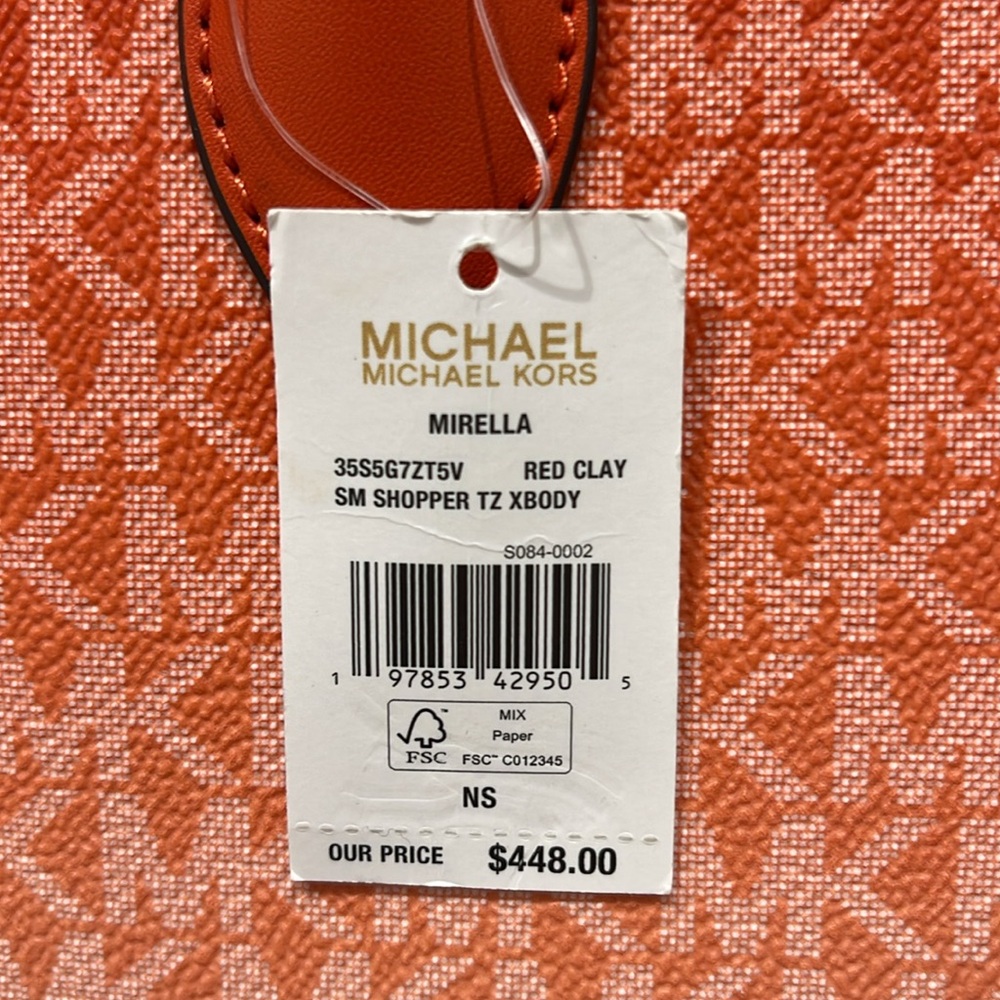 MICHAEL
MICHAEL KORS
MIRELLA
35S5G7ZT5V RED CLAY
SM SHOPPER TZ XBODY
S084-0002
1 97853 42950 5
MIX
Paper
FSC FSC™ C012345
NS
OUR PRICE $448.00